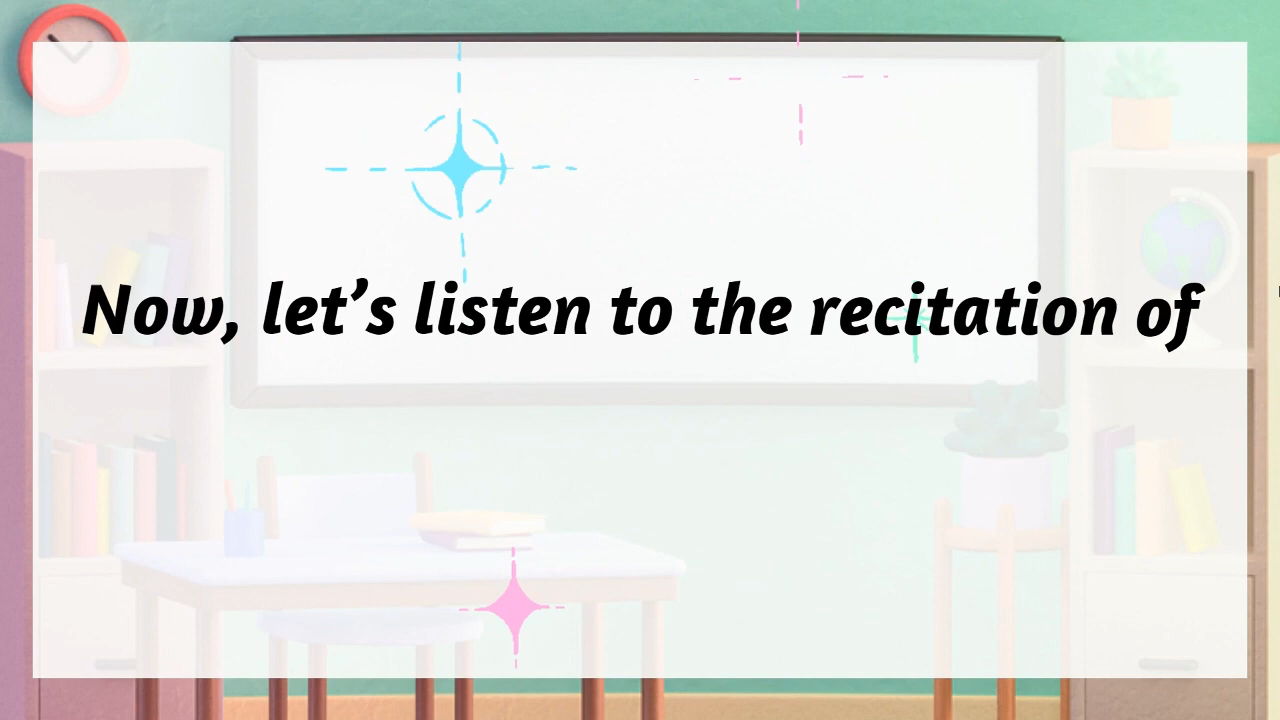 Now, let’s listen to the recitation of